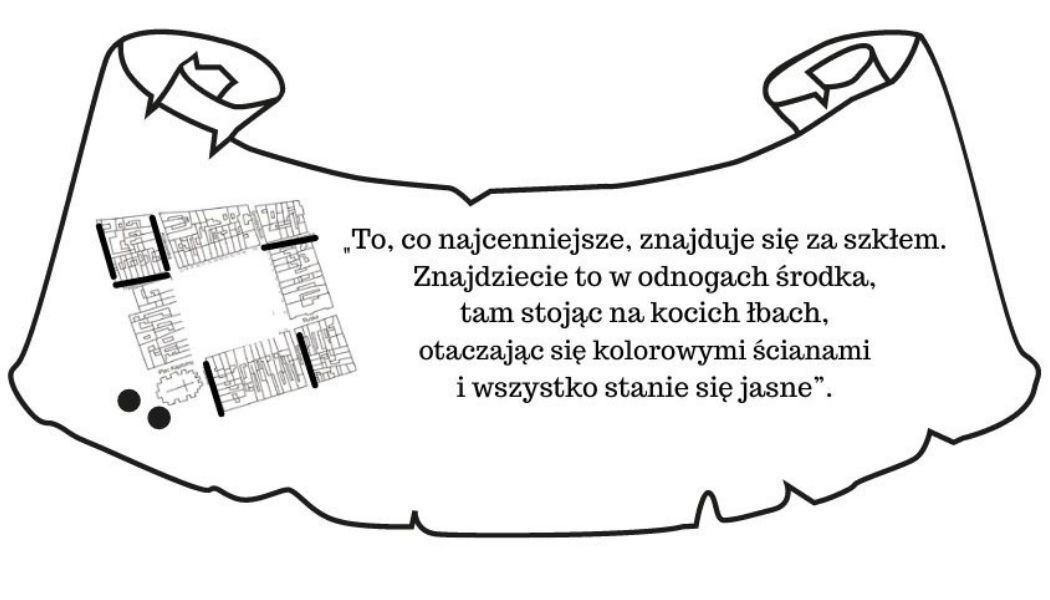 „To, co najcenniejsze, znajduje się za szkłem.
Znajdziecie to w odnogach środka,
tam stojąc na kocich łbach,
otaczając się kolorowymi ścianami
i wszystko stanie się jasne”.